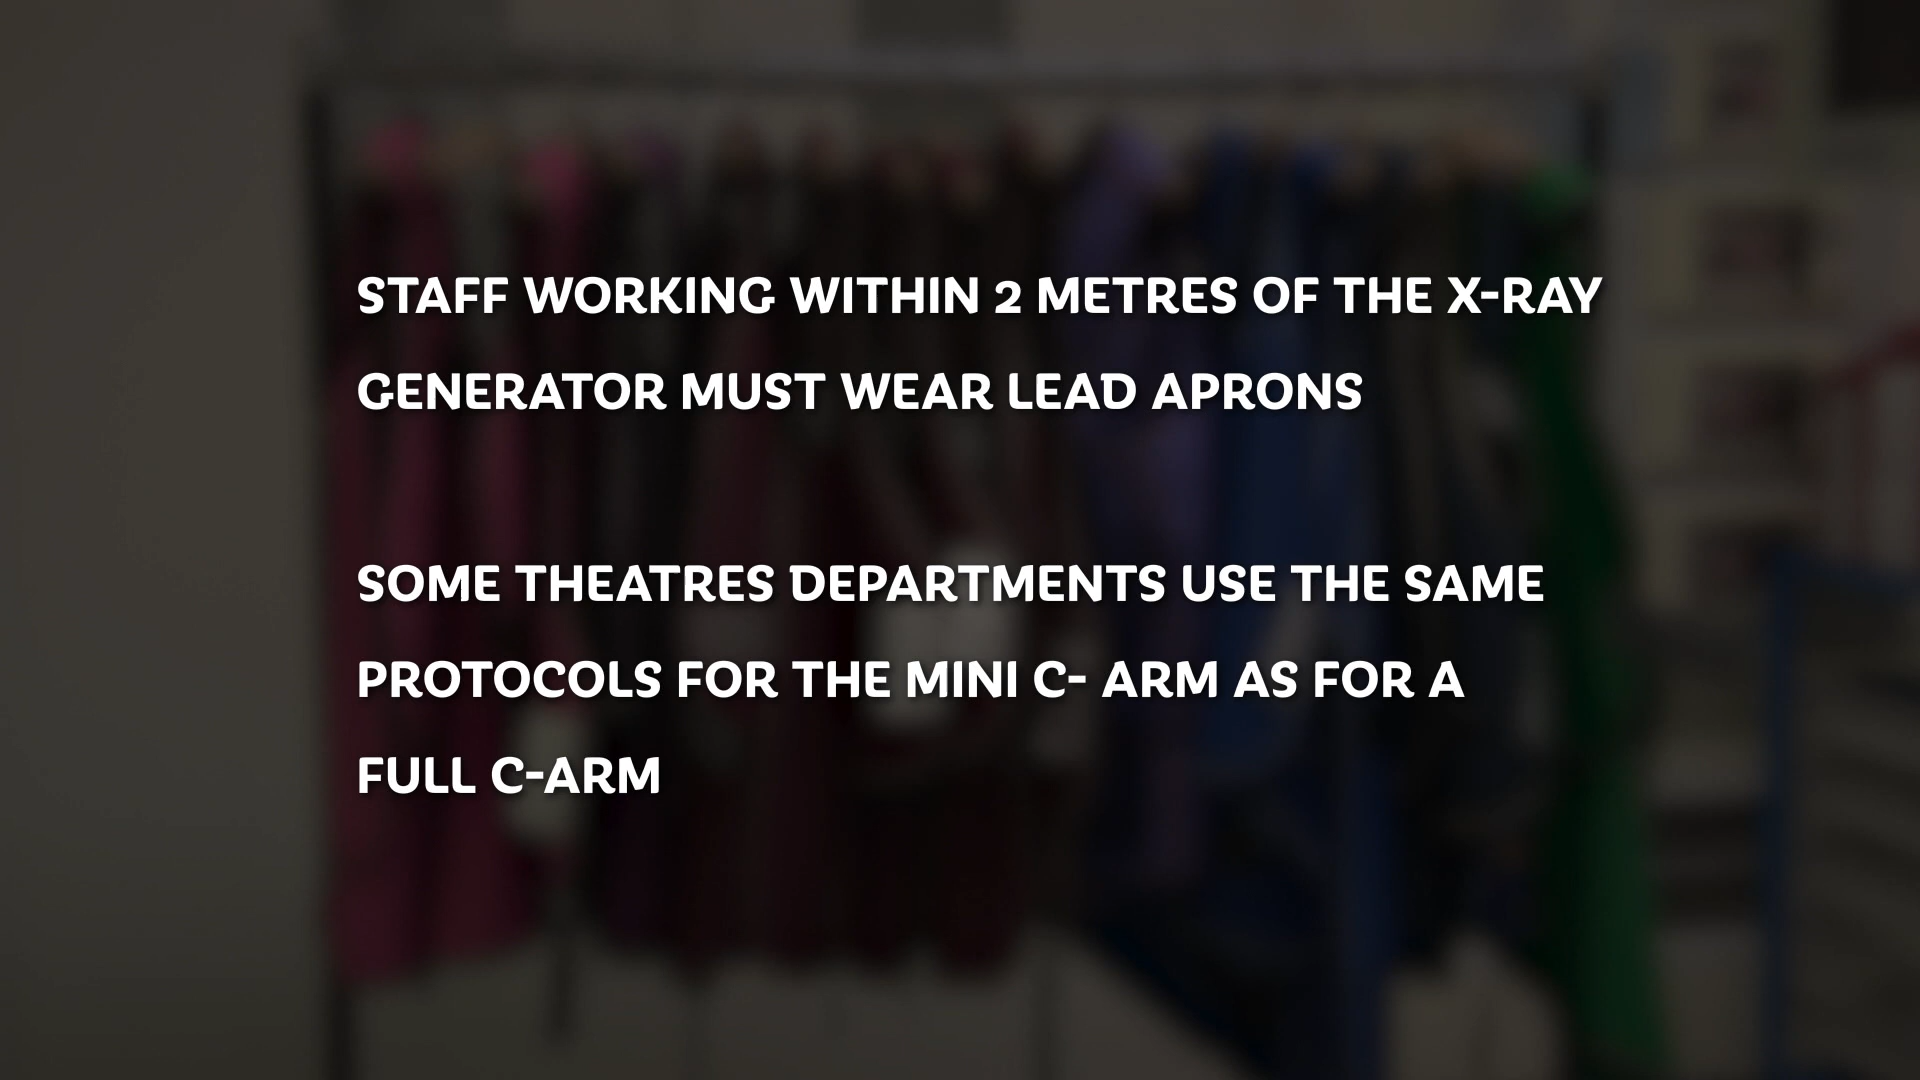 STAFF WORKING WITHIN 2 METRES OF THE X-RAY
GENERATOR MUST WEAR LEAD APRONS
SOME THEATRES DEPARTMENTS USE THE SAME
PROTOCOLS FOR THE MINI C- ARM AS FOR A
FULL C-ARM